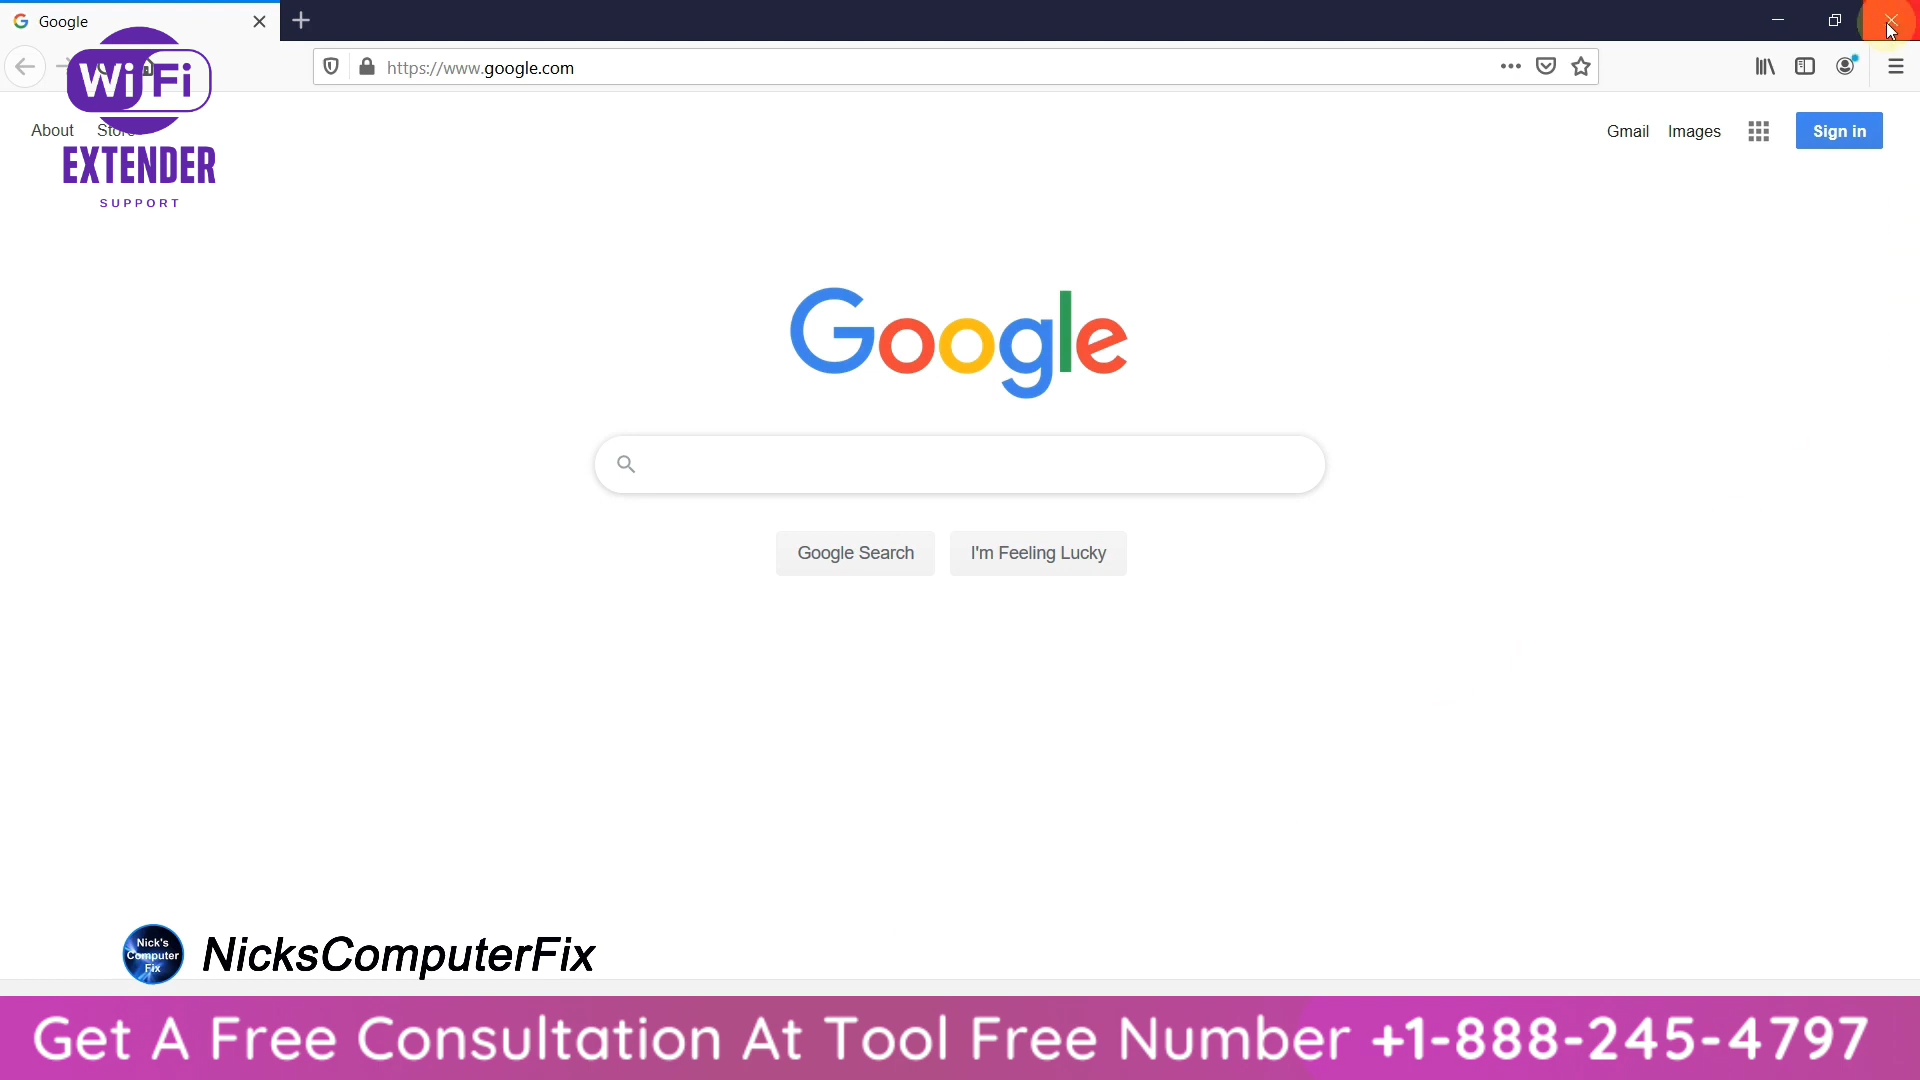 Google
https://www.google.com
WiFi
EXTENDER
SUPPORT
About Store
Gmail Images Sign in
Google
Google Search I'm Feeling Lucky
Nick's
Computer
Fix
NicksComputerFix
Get A Free Consultation At Tool Free Number +1-888-245-4797